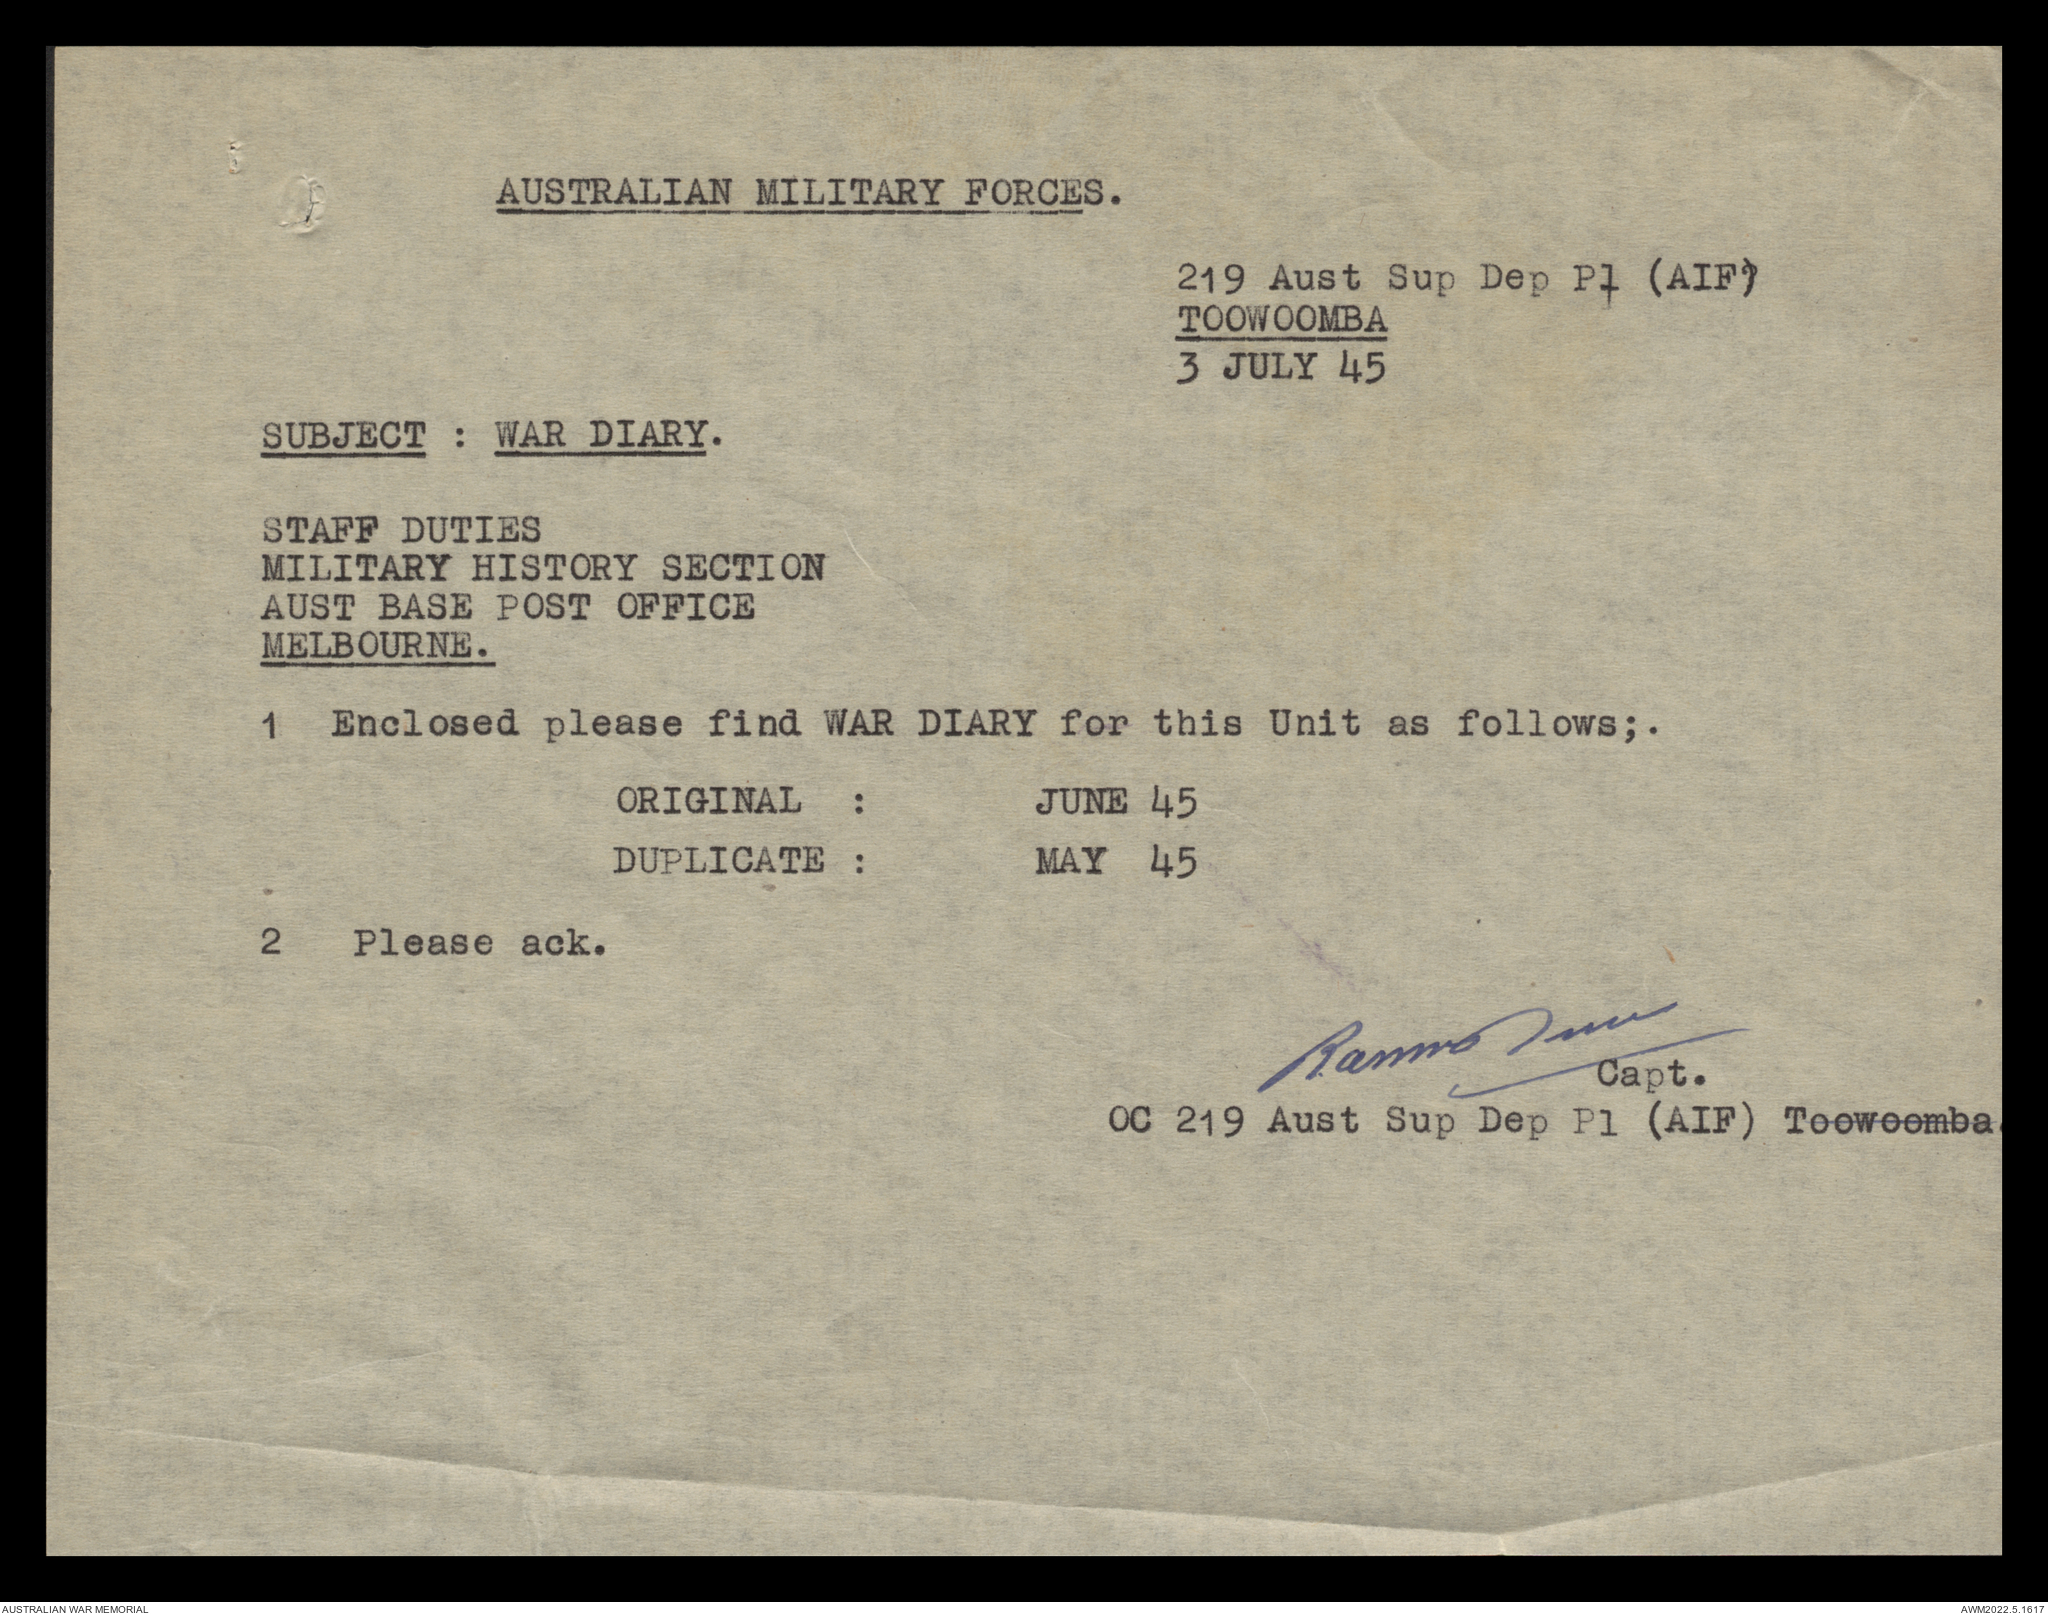 AUSTRALIAN MILITARY FORCES.
219 Aust Sup Dep Pl (AIF)
TOOWOOMBA
3 JULY 45
SUBJECT : WAR DIARY.
STAFF DUTIES
MILITARY HISTORY SECTION
AUST BASE POST OFFICE
MELBOURNE.
1 Enclosed please find WAR DIARY for this Unit as follows;.
ORIGINAL : JUNE 45
DUPLICATE : MAY 45
2 Please ack.
Capt.
OC 219 Aust Sup Dep Pl (AIF) Toowoomba.
AUSTRALIAN WAR MEMORIAL
AWM2022.5.1617